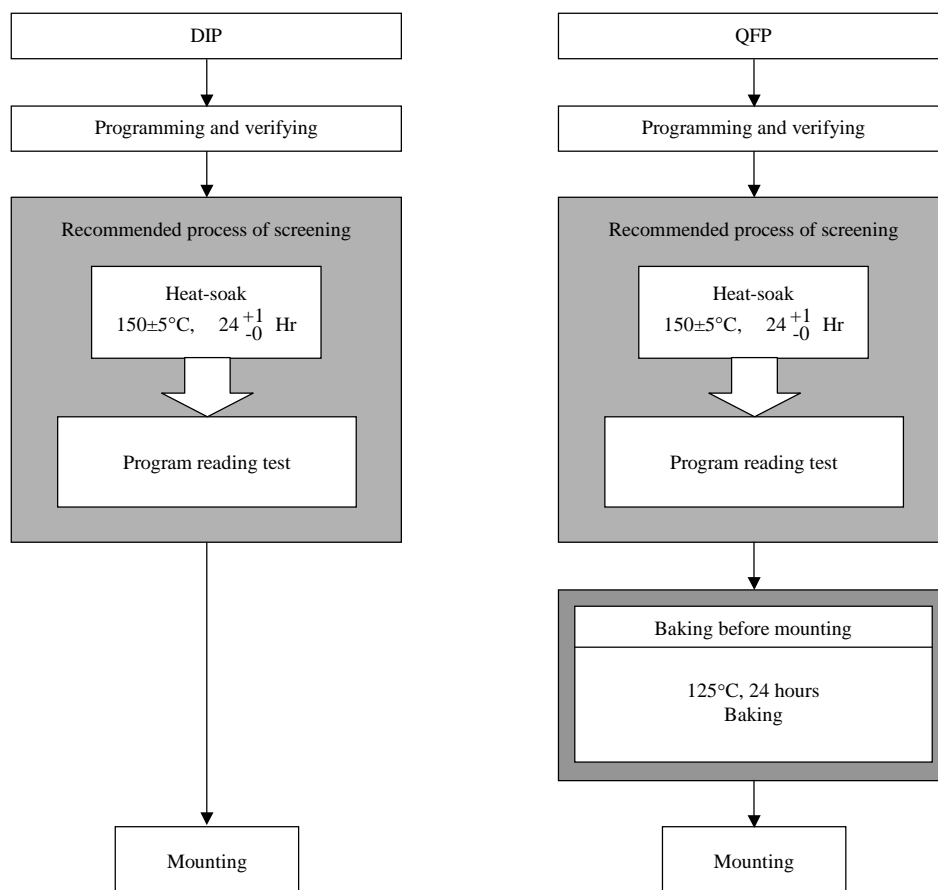 DIP
Programming and verifying
Recommended process of screening
Heat-soak
150±5°C, 24 +1 -0 Hr
Program reading test
Mounting
QFP
Programming and verifying
Recommended process of screening
Heat-soak
150±5°C, 24 +1 -0 Hr
Program reading test
Baking before mounting
125°C, 24 hours
Baking
Mounting